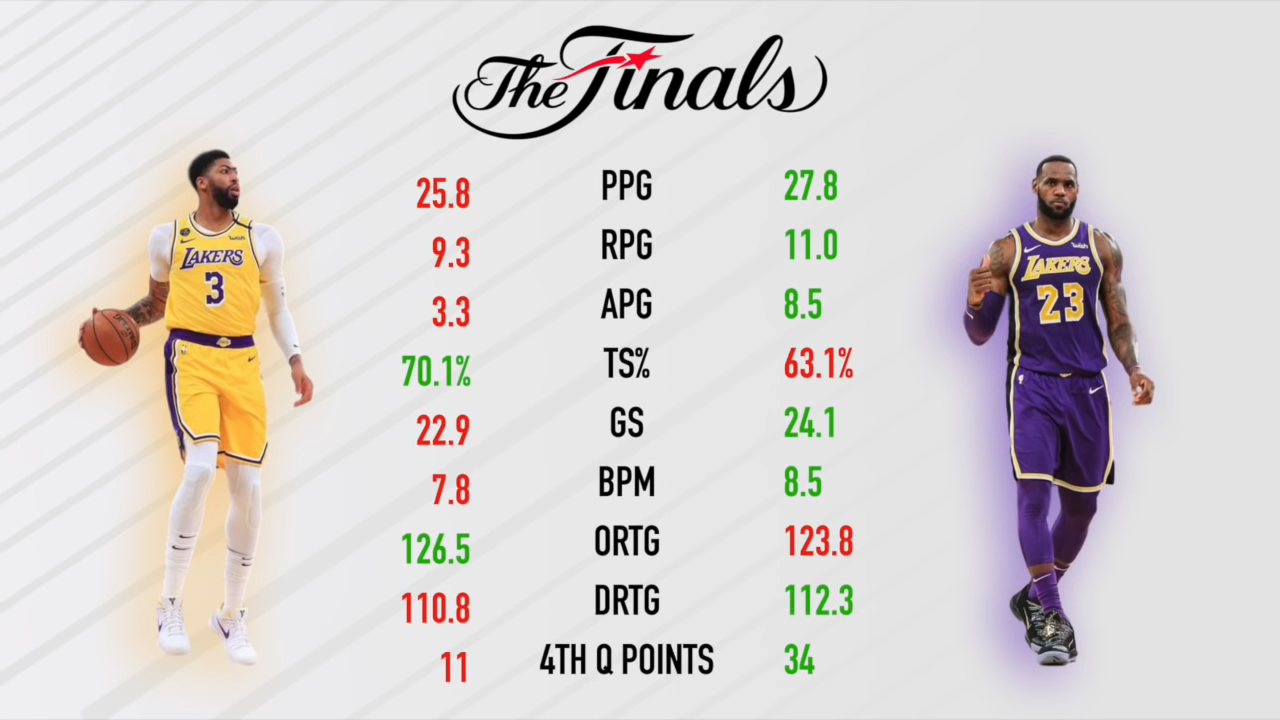 The Finals
25.8 PPG 27.8
9.3 RPG 11.0
3.3 APG 8.5
70.1% TS% 63.1%
22.9 GS 24.1
7.8 BPM 8.5
126.5 ORTG 123.8
110.8 DRTG 112.3
11 4TH Q POINTS 34
wish
LAKERS
3
wish
LAKERS
23